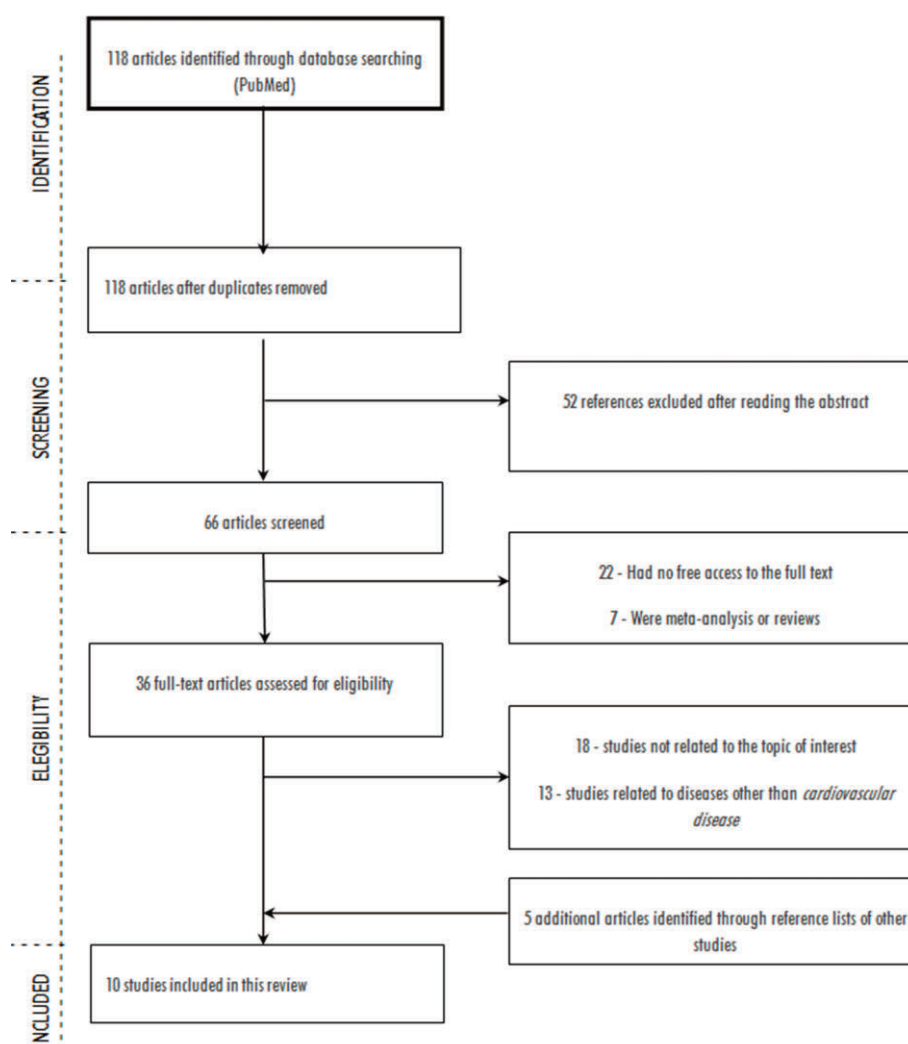 IDENTIFICATION
118 articles identified through database searching
(PubMed)
118 articles after duplicates removed
SCREENING
52 references excluded after reading the abstract
66 articles screened
22 - Had no free access to the full text
7 - Were meta-analysis or reviews
ELEGIBILITY
36 full-text articles assessed for eligibility
18 - studies not related to the topic of interest
13 - studies related to diseases other than cardiovascular
disease
5 additional articles identified through reference lists of other
studies
NCLUDED
10 studies included in this review